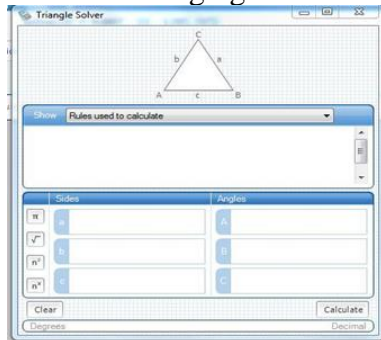 Triangle Solver
C
b a
A c B
Show Rules used to calculate
Sides Angles
π a A
√‾ b B
n² c C
nˣ
Clear Calculate
Degrees Decimal